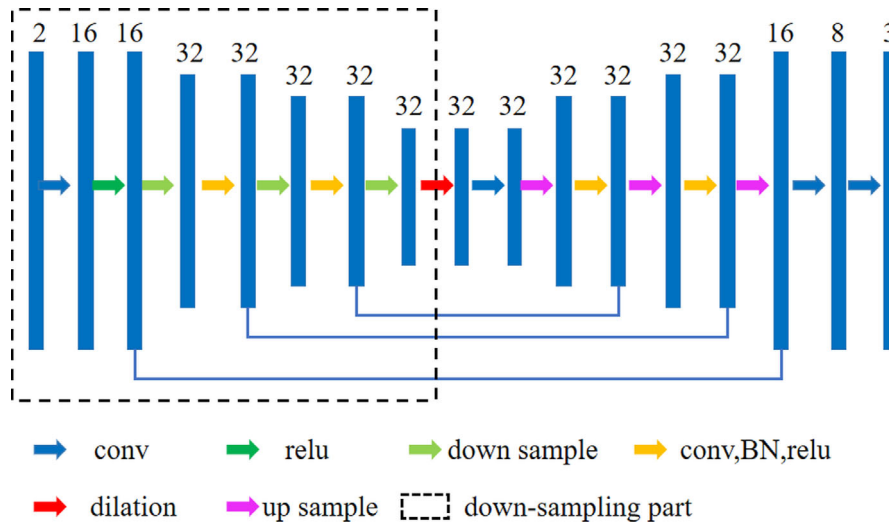 2 16 16 32 32 32 32 32 32 32 32 32 32 32 16 8 3
conv relu down sample conv,BN,relu
dilation up sample down-sampling part